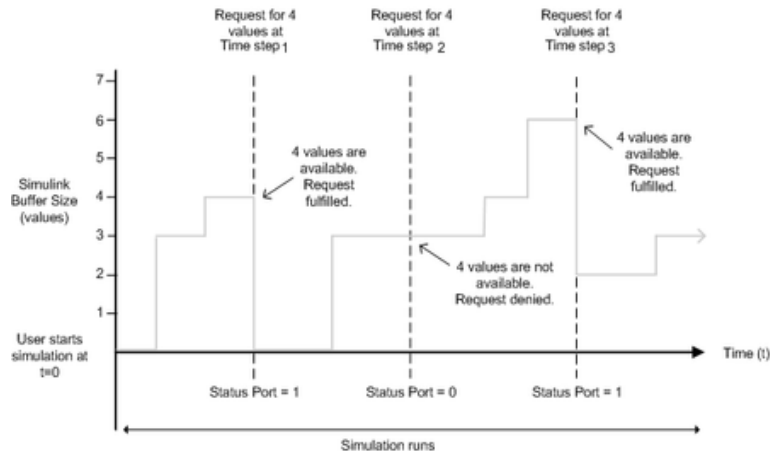 Request for 4
values at
Time step 1
Request for 4
values at
Time step 2
Request for 4
values at
Time step 3
7
6
5
4
3
2
1
Simulink
Buffer Size
(values)
4 values are
available.
Request
fulfilled.
4 values are not
available.
Request denied.
4 values are
available.
Request
fulfilled.
User starts
simulation at
t=0
Time (t)
Status Port = 1
Status Port = 0
Status Port = 1
Simulation runs